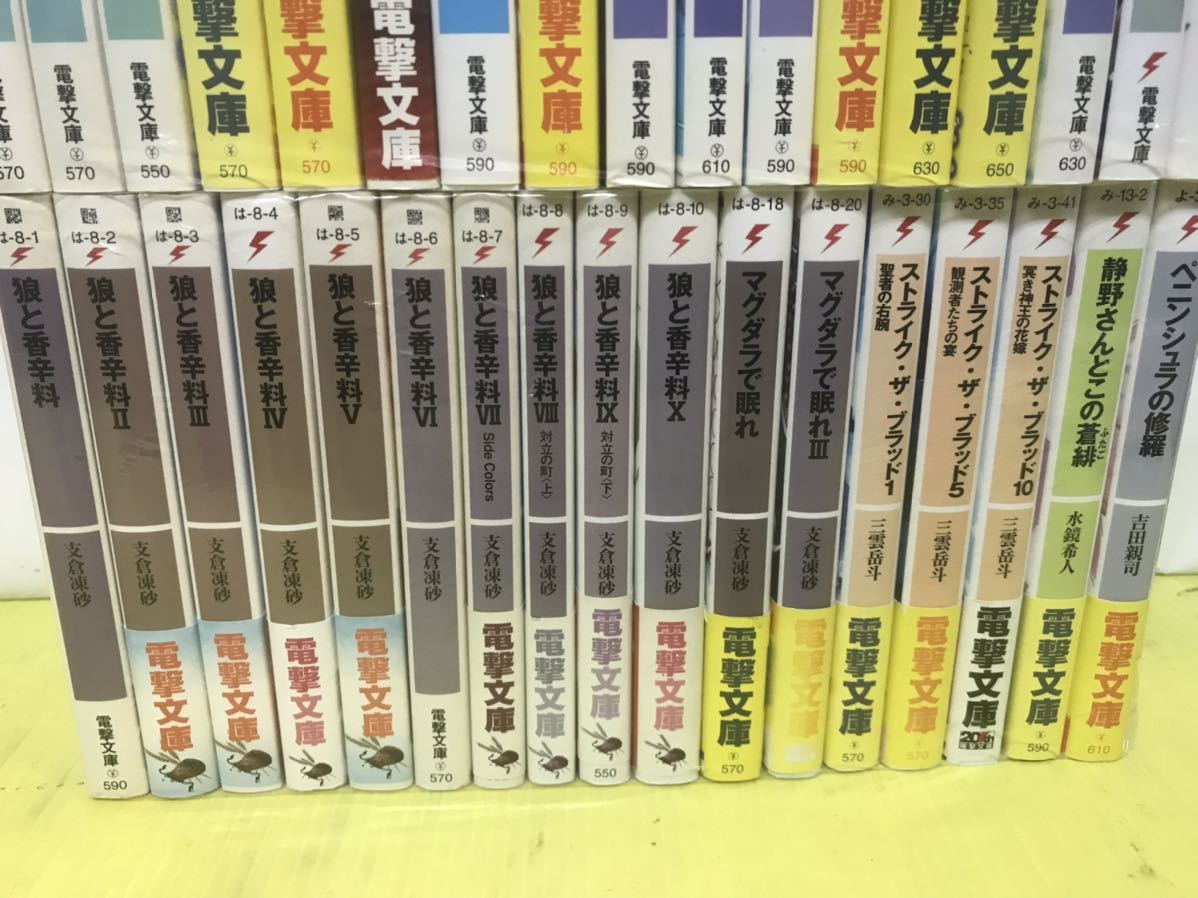 570
電撃文庫 ¥ 570
電撃文庫 ¥ 550
撃文庫 ¥ 570
撃文庫 ¥ 570
電撃文庫
電撃文庫 ¥ 590
撃文庫 ¥ 590
電撃文庫 ¥ 590
電撃文庫 ¥ 610
電撃文庫 ¥ 590
撃文庫 ¥ 590
撃文庫 ¥ 630
撃文庫 ¥ 650
電撃文庫 ¥ 630
電撃文庫
は-8-1
狼と香辛料
支倉凍砂
電撃文庫 ¥ 590
は-8-2
狼と香辛料Ⅱ
支倉凍砂
電撃文庫
は-8-3
狼と香辛料Ⅲ
支倉凍砂
電撃文庫
は-8-4
狼と香辛料Ⅳ
支倉凍砂
電撃文庫
は-8-5
狼と香辛料Ⅴ
支倉凍砂
電撃文庫
は-8-6
狼と香辛料Ⅵ
支倉凍砂
電撃文庫 ¥ 570
は-8-7
狼と香辛料Ⅶ
Side Colors
支倉凍砂
電撃文庫
は-8-8
狼と香辛料Ⅷ
対立の町〈上〉
支倉凍砂
電撃文庫
は-8-9
狼と香辛料Ⅸ
対立の町〈下〉
支倉凍砂
電撃文庫
550
は-8-10
狼と香辛料Ⅹ
支倉凍砂
電撃文庫
は-8-18
マグダラで眠れ
支倉凍砂
電撃文庫 ¥ 570
は-8-20
マグダラで眠れⅢ
支倉凍砂
電撃文庫
み-3-30
ストライク・ザ・ブラッド1
聖者の右腕
三雲岳斗
電撃文庫 ¥ 570
み-3-35
ストライク・ザ・ブラッド5
観測者たちの宴
三雲岳斗
電撃文庫 ¥ 570
み-3-41
ストライク・ザ・ブラッド10
冥き神王の花嫁
三雲岳斗
電撃文庫
み-13-2
静野さんとこの蒼緋
ふたご
水鏡希人
電撃文庫 ¥ 590
よ-3
ペニンシュラの修羅
吉田親司
電撃文庫 ¥ 610